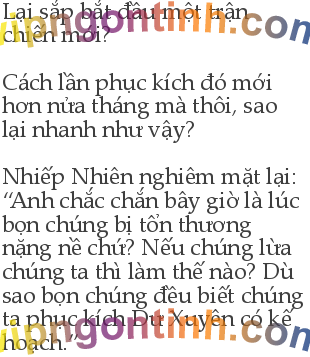 Lại sắp bắt đầu một trận
chiến mới?
Cách lần phục kích đó mới
hơn nửa tháng mà thôi, sao
lại nhanh như vậy?
Nhiếp Nhiên nghiêm mặt lại:
“Anh chắc chắn bây giờ là lúc
bọn chúng bị tổn thương
nặng nề chứ? Nếu chúng lừa
chúng ta thì làm thế nào? Dù
sao bọn chúng đều biết chúng
ta phục kích Dư Xuyên có kế
hoạch.”